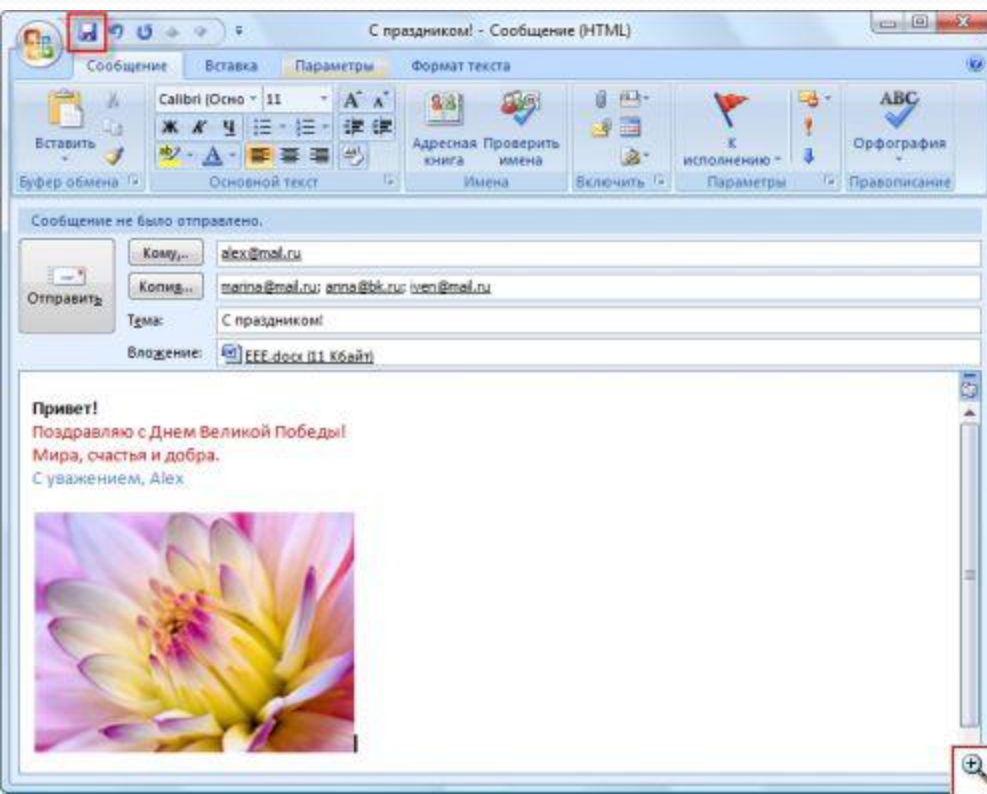 С праздником! - Сообщение (HTML)
Сообщение Вставка Параметры Формат текста
Вставить
Буфер обмена
Calibri (Осно 11
Ж К Ч
Основной текст
Адресная книга
Проверить имена
Имена
Включить
К исполнению
Параметры
ABC
Орфография
Правописание
Сообщение не было отправлено.
Отправить
Кому... alex@mail.ru
Копия... marina@mail.ru; anna@bk.ru; iven@mail.ru
Тема: С праздником!
Вложение: EEE.docx (11 Кбайт)
Привет!
Поздравляю с Днем Великой Победы!
Мира, счастья и добра.
С уважением, Alex